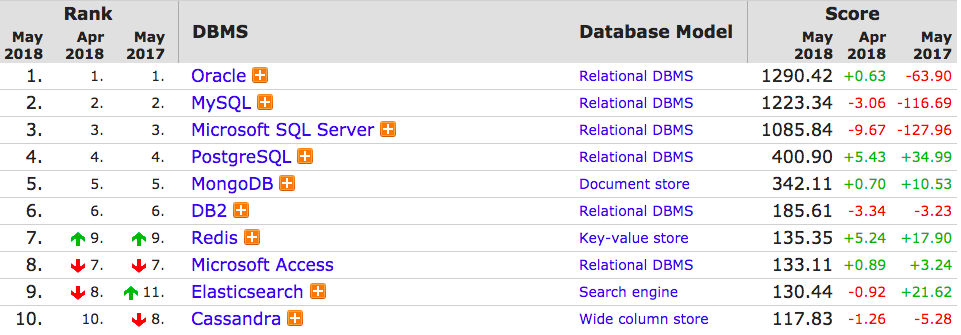 Rank DBMS Database Model Score
May 2018 Apr 2018 May 2017 May 2018 Apr 2018 May 2017
1. 1. 1. Oracle Relational DBMS 1290.42 +0.63 -63.90
2. 2. 2. MySQL Relational DBMS 1223.34 -3.06 -116.69
3. 3. 3. Microsoft SQL Server Relational DBMS 1085.84 -9.67 -127.96
4. 4. 4. PostgreSQL Relational DBMS 400.90 +5.43 +34.99
5. 5. 5. MongoDB Document store 342.11 +0.70 +10.53
6. 6. 6. DB2 Relational DBMS 185.61 -3.34 -3.23
7. 9. 9. Redis Key-value store 135.35 +5.24 +17.90
8. 7. 7. Microsoft Access Relational DBMS 133.11 +0.89 +3.24
9. 8. 11. Elasticsearch Search engine 130.44 -0.92 +21.62
10. 10. 8. Cassandra Wide column store 117.83 -1.26 -5.28